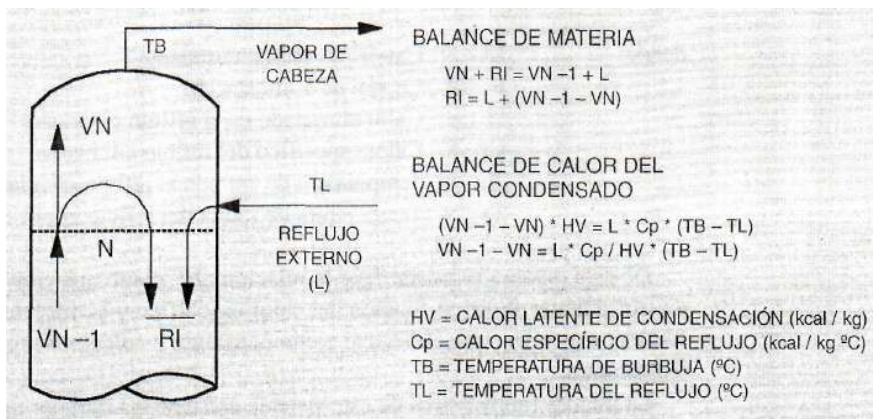 TB
VAPOR DE
CABEZA
VN
TL
REFLUJO
EXTERNO
(L)
N
VN –1
RI
BALANCE DE MATERIA
VN + RI = VN –1 + L
RI = L + (VN –1 – VN)
BALANCE DE CALOR DEL
VAPOR CONDENSADO
(VN –1 – VN) * HV = L * Cp * (TB – TL)
VN –1 – VN = L * Cp / HV * (TB – TL)
HV = CALOR LATENTE DE CONDENSACIÓN (kcal / kg)
Cp = CALOR ESPECÍFICO DEL REFLUJO (kcal / kg ºC)
TB = TEMPERATURA DE BURBUJA (ºC)
TL = TEMPERATURA DEL REFLUJO (ºC)